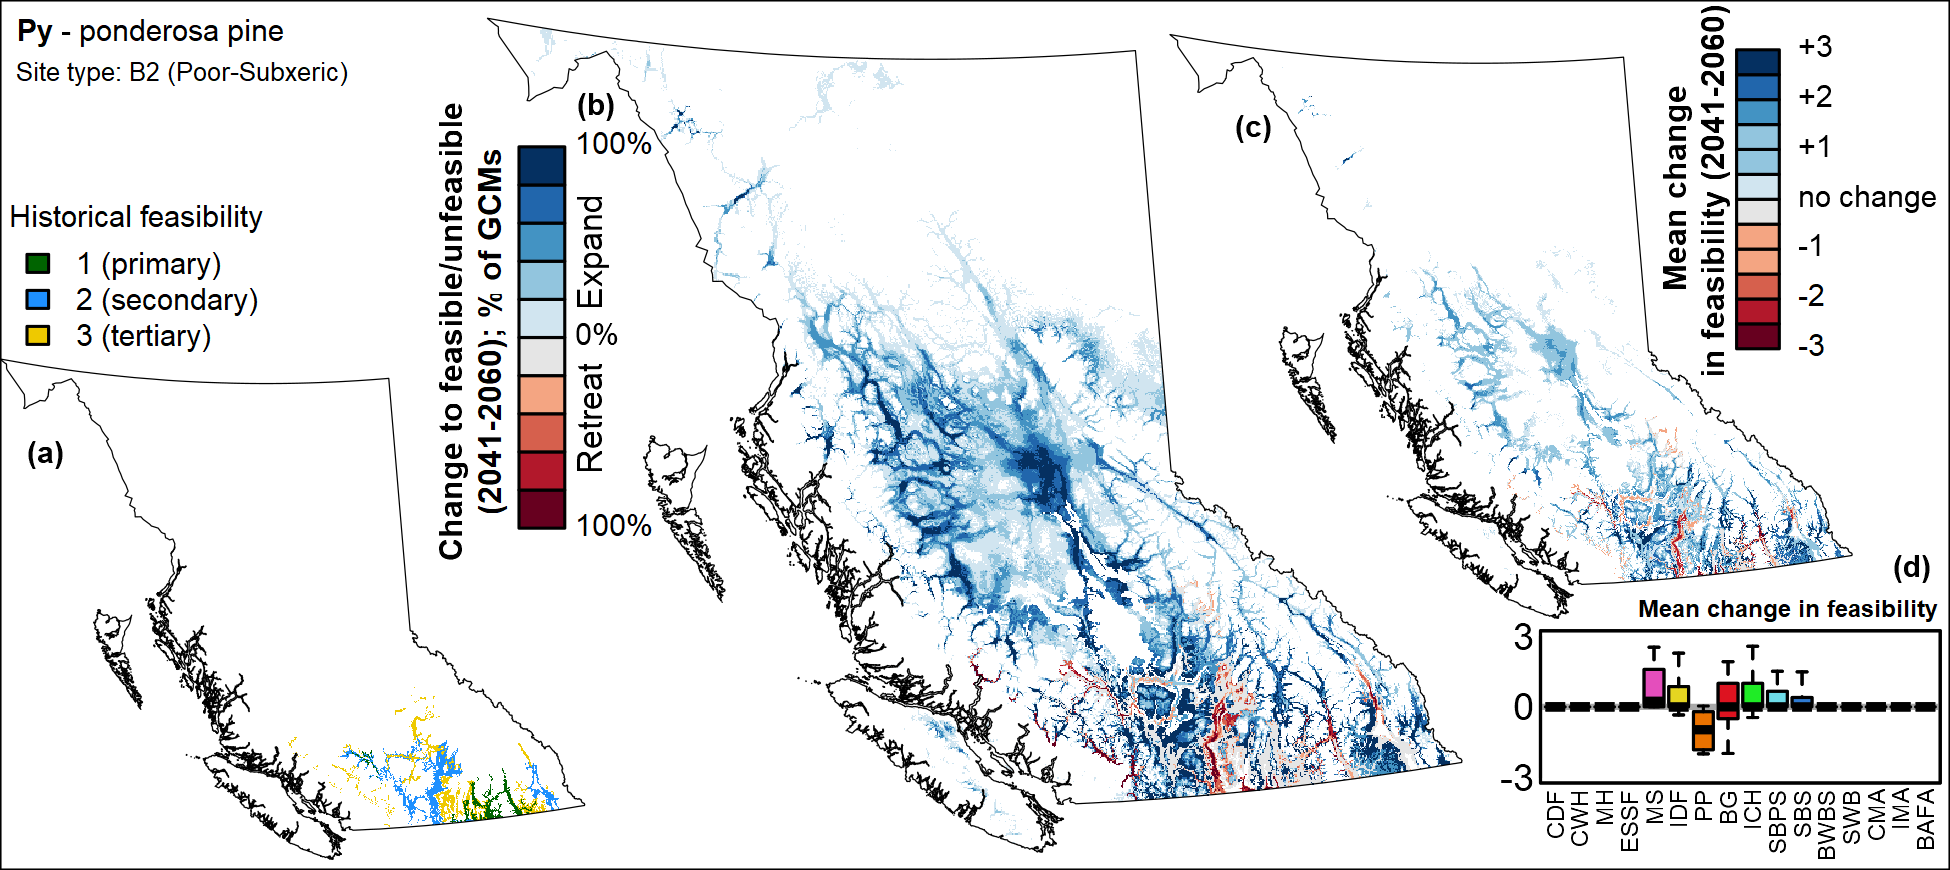 Py - ponderosa pine
Site type: B2 (Poor-Subxeric)
Historical feasibility
1 (primary)
2 (secondary)
3 (tertiary)
(a)
Change to feasible/unfeasible
(2041-2060); % of GCMs
100%
Expand
0%
Retreat
100%
(b)
(c)
Mean change
in feasibility (2041-2060)
+3
+2
+1
no change
-1
-2
-3
(d)
Mean change in feasibility
3
0
-3
CDF
CWH
MH
ESSF
MS
IDF
PP
BG
ICH
SBPS
SBS
BWBS
SWB
CMA
IMA
BAFA